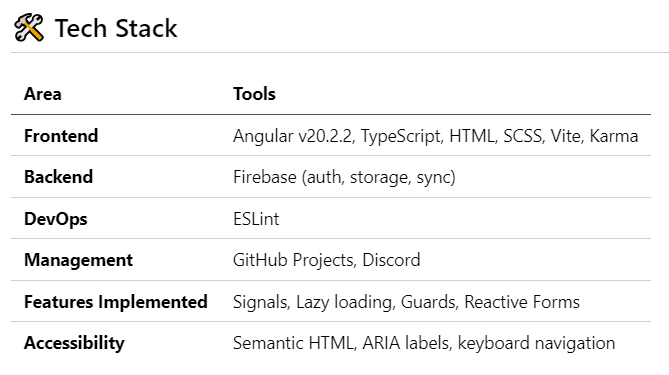 Tech Stack
Area Tools
Frontend Angular v20.2.2, TypeScript, HTML, SCSS, Vite, Karma
Backend Firebase (auth, storage, sync)
DevOps ESLint
Management GitHub Projects, Discord
Features Implemented Signals, Lazy loading, Guards, Reactive Forms
Accessibility Semantic HTML, ARIA labels, keyboard navigation